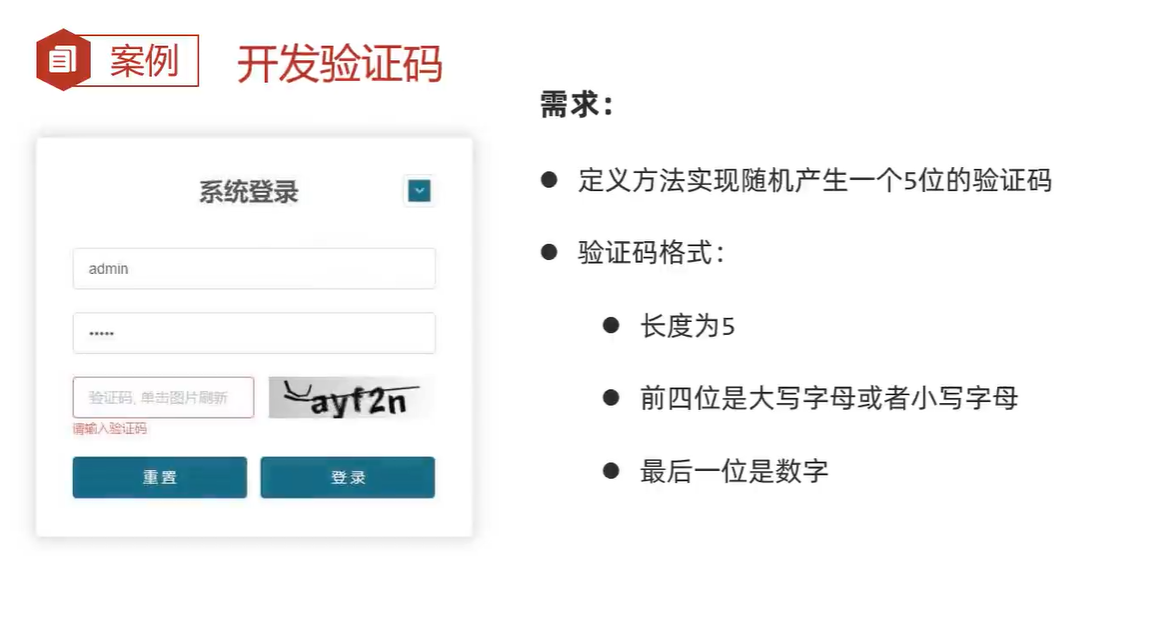 案例 开发验证码
需求：
系统登录
admin
•••••
验证码, 单击图片刷新
ayf2n
请输入验证码
重置 登录
● 定义方法实现随机产生一个5位的验证码
● 验证码格式：
● 长度为5
● 前四位是大写字母或者小写字母
● 最后一位是数字